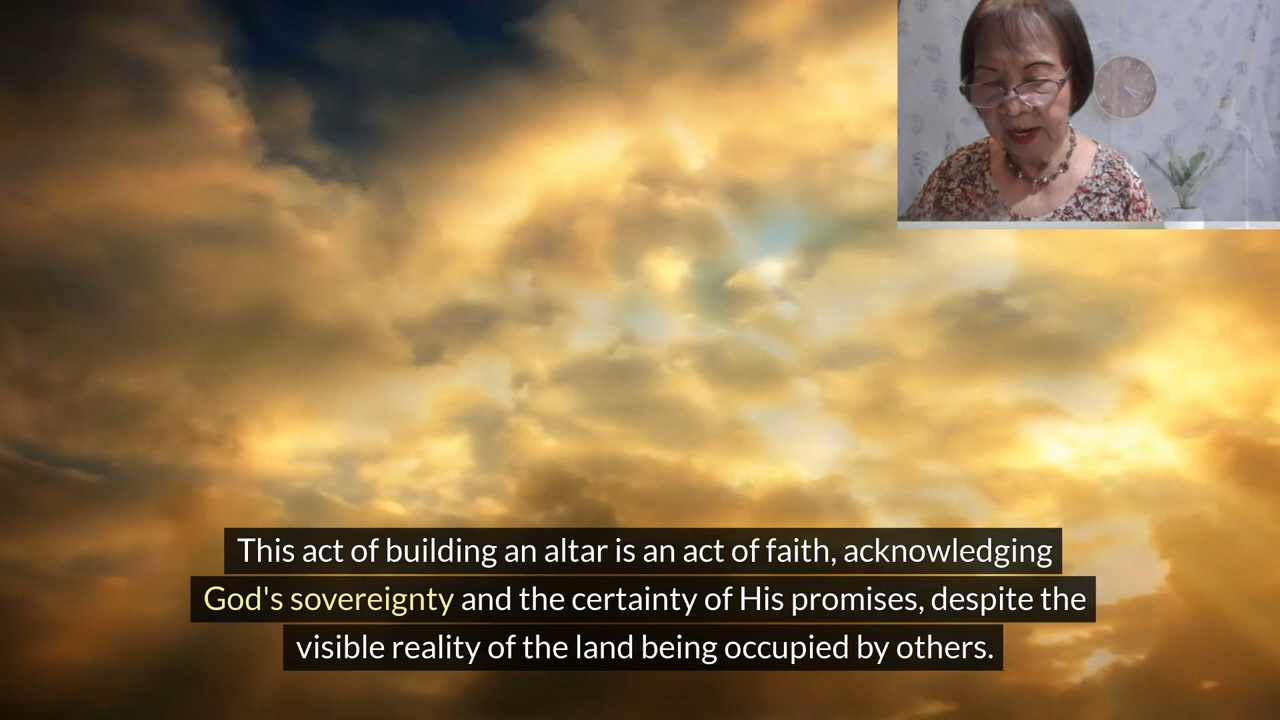 This act of building an altar is an act of faith, acknowledging
God's sovereignty and the certainty of His promises, despite the
visible reality of the land being occupied by others.